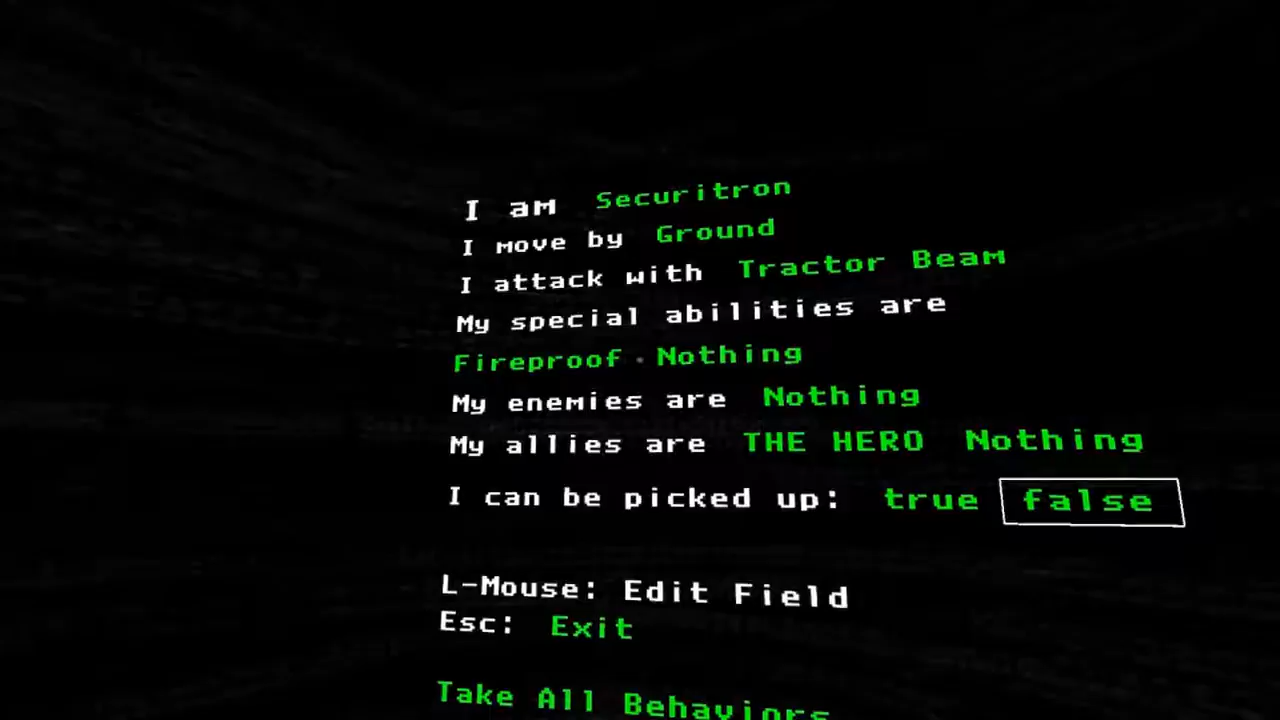 I am Securitron
I move by Ground
I attack with Tractor Beam
My special abilities are
Fireproof Nothing
My enemies are Nothing
My allies are THE HERO Nothing
I can be picked up: true false
L-Mouse: Edit Field
Esc: Exit
Take All Behaviors